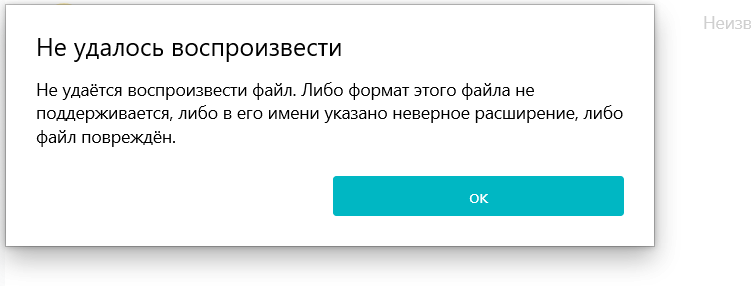 Неизв
Не удалось воспроизвести
Не удаётся воспроизвести файл. Либо формат этого файла не
поддерживается, либо в его имени указано неверное расширение, либо
файл повреждён.
ОК